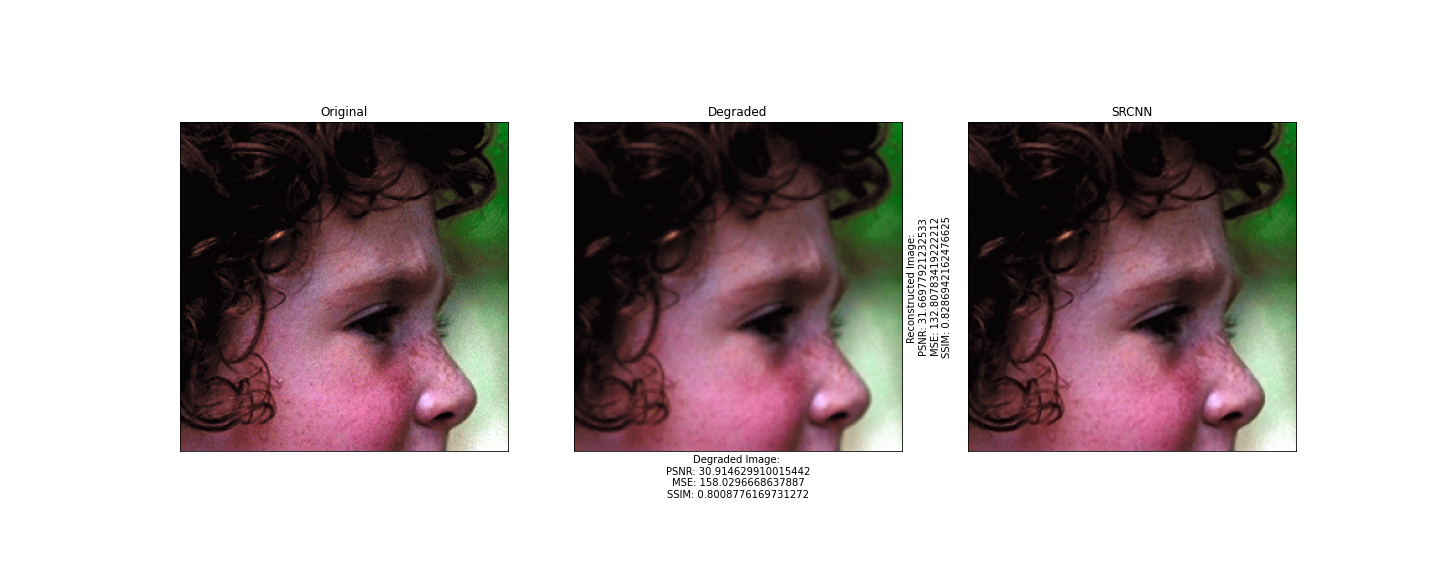 Original
Degraded
SRCNN
Reconstructed Image:
PSNR: 31.66977921232533
MSE: 132.80783419222212
SSIM: 0.8286942162476625
Degraded Image:
PSNR: 30.914629910015442
MSE: 158.0296668637887
SSIM: 0.8008776169731272